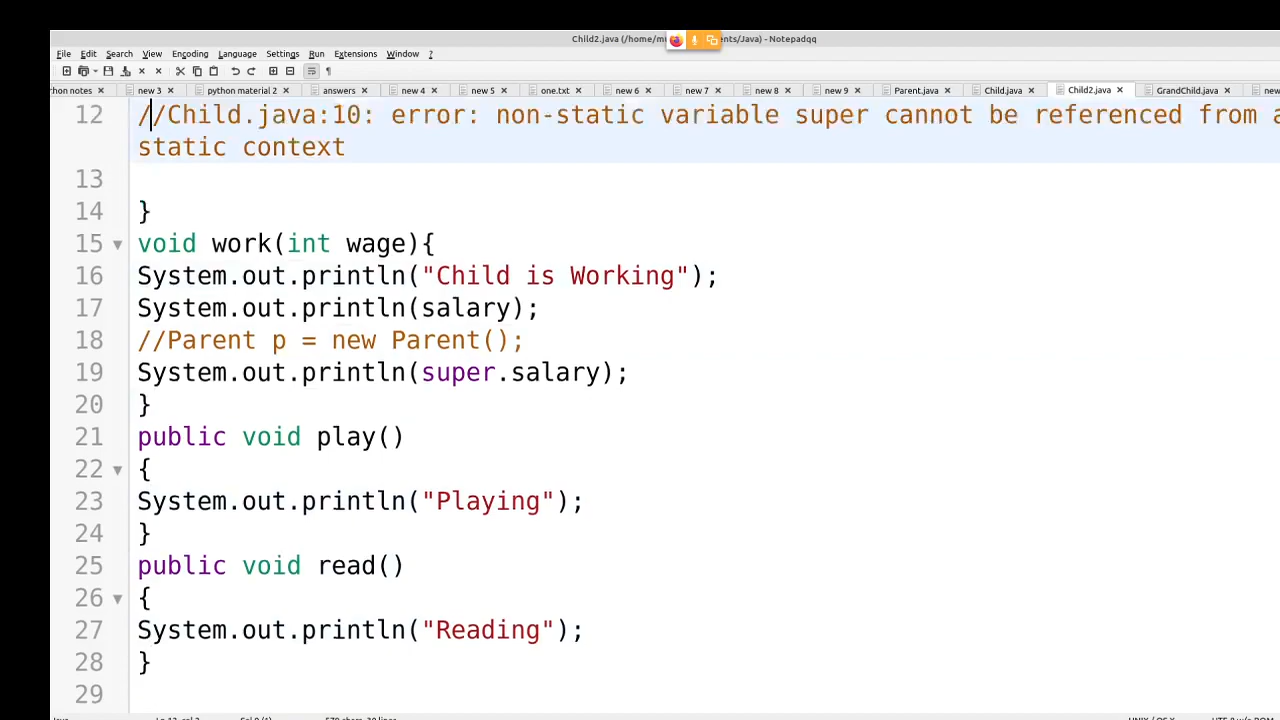 Child2.java (/home/m ents/Java) - Notepadqq
File Edit Search View Encoding Language Settings Run Extensions Window ?
hon notes new 3 python material 2 answers new 4 new 5 one.txt new 6 new 7 new 8 new 9 Parent.java Child.java Child2.java GrandChild.java new
12 //Child.java:10: error: non-static variable super cannot be referenced from a
static context
13
14 }
15 void work(int wage){
16 System.out.println("Child is Working");
17 System.out.println(salary);
18 //Parent p = new Parent();
19 System.out.println(super.salary);
20 }
21 public void play()
22 {
23 System.out.println("Playing");
24 }
25 public void read()
26 {
27 System.out.println("Reading");
28 }
29